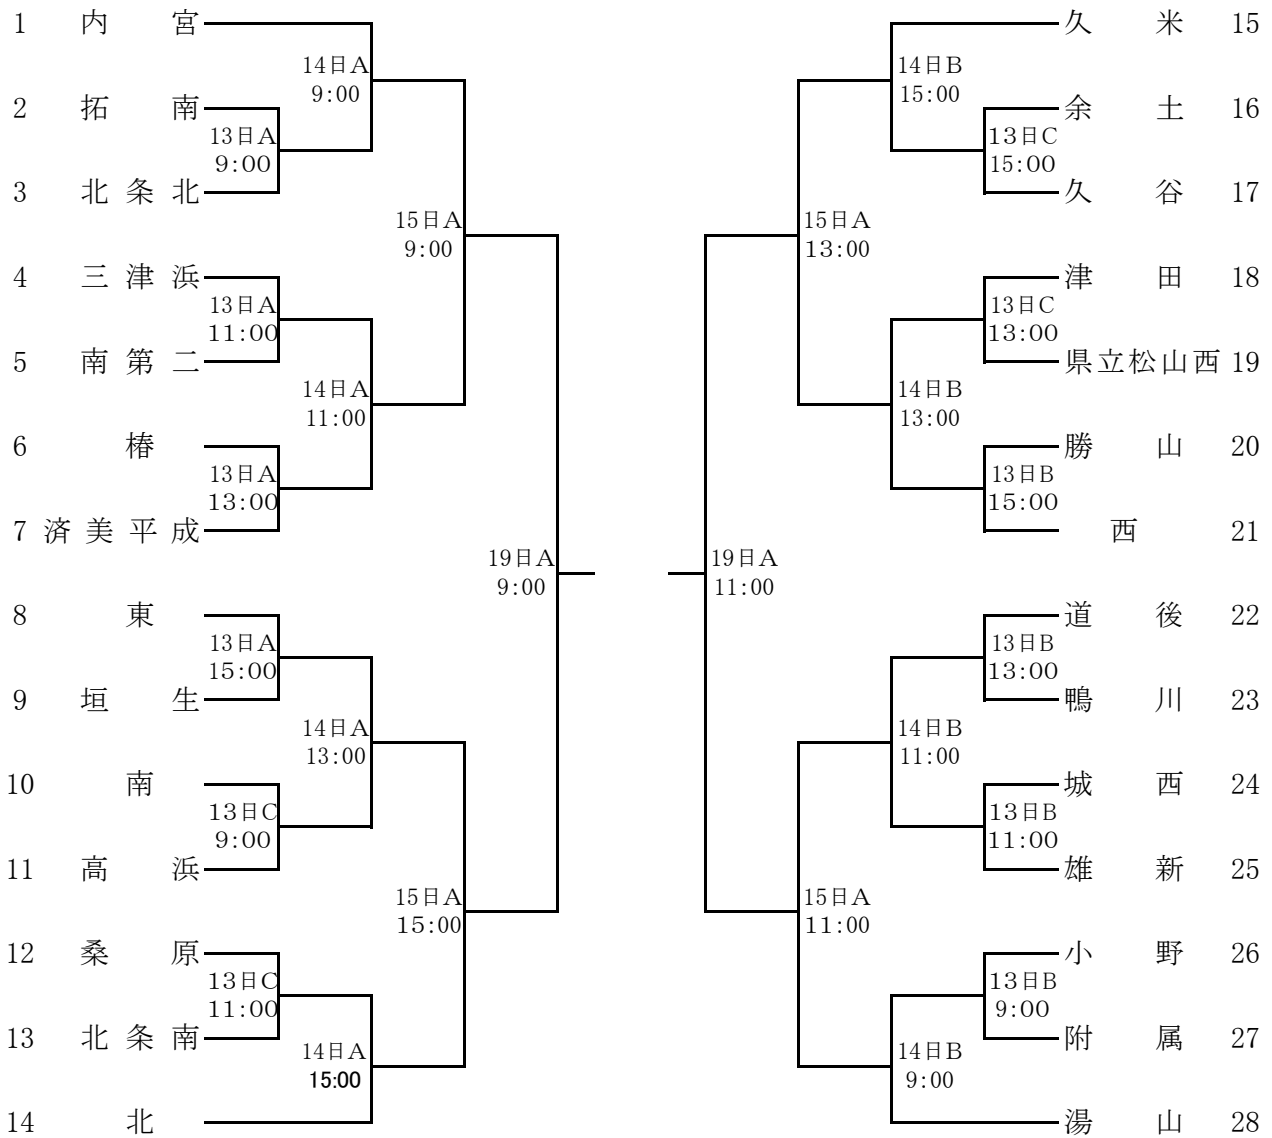 1 内宮
14日A
9:00
2 拓南
13日A
9:00
3 北条北
15日A
9:00
4 三津浜
13日A
11:00
5 南第二
14日A
11:00
6 椿
13日A
13:00
7 済美平成
19日A
9:00
8 東
13日A
15:00
9 垣生
14日A
13:00
10 南
13日C
9:00
11 高浜
15日A
15:00
12 桑原
13日C
11:00
13 北条南
14日A
15:00
14 北
久米 15
14日B
15:00
余土 16
13日C
15:00
久谷 17
15日A
13:00
津田 18
13日C
13:00
県立松山西 19
14日B
13:00
勝山 20
13日B
15:00
西 21
19日A
11:00
道後 22
13日B
13:00
鴨川 23
14日B
11:00
城西 24
13日B
11:00
雄新 25
15日A
11:00
小野 26
13日B
9:00
附属 27
14日B
9:00
湯山 28